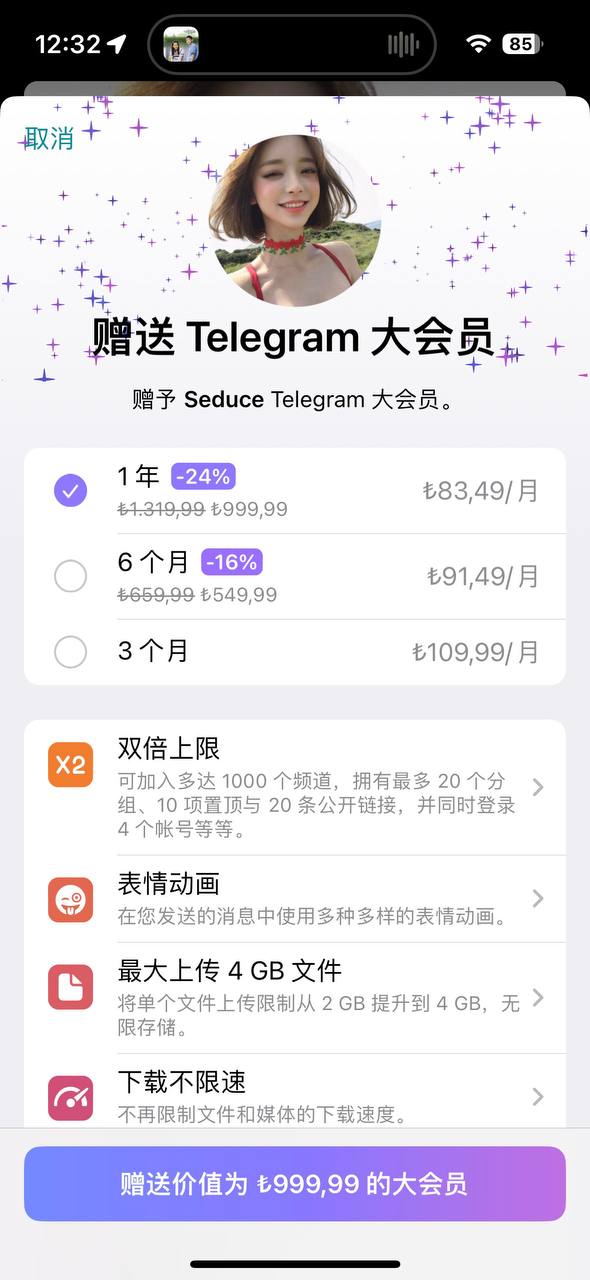 12:32
85
取消
赠送 Telegram 大会员
赠予 Seduce Telegram 大会员。
1 年 -24%
₺1.319,99 ₺999,99
₺83,49/月
6 个月 -16%
₺659,99 ₺549,99
₺91,49/月
3 个月
₺109,99/月
X2
双倍上限
可加入多达 1000 个频道，拥有最多 20 个分
组、10 项置顶与 20 条公开链接，并同时登录
4 个帐号等等。
表情动画
在您发送的消息中使用多种多样的表情动画。
最大上传 4 GB 文件
将单个文件上传限制从 2 GB 提升到 4 GB，无
限存储。
下载不限速
不再限制文件和媒体的下载速度。
赠送价值为 ₺999,99 的大会员